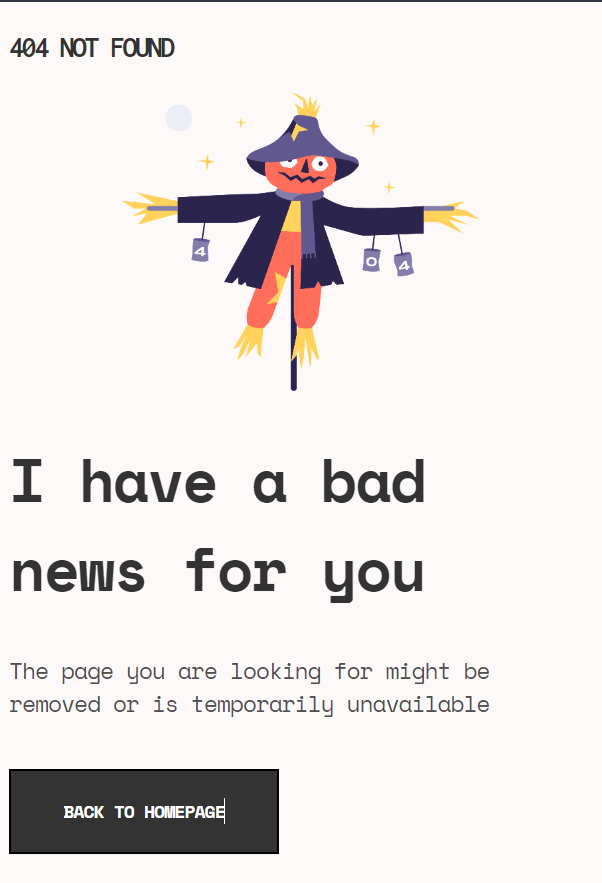 404 NOT FOUND
4
0
4
I have a bad
news for you
The page you are looking for might be
removed or is temporarily unavailable
BACK TO HOMEPAGE